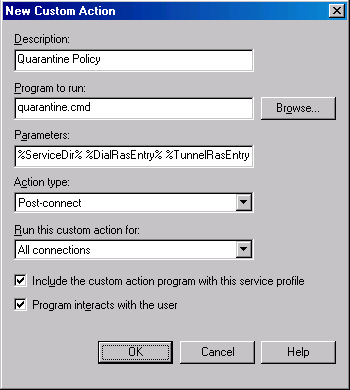 New Custom Action
Description:
Quarantine Policy
Program to run:
quarantine.cmd
Browse...
Parameters:
%ServiceDir% %DialRasEntry% %TunnelRasEntry
Action type:
Post-connect
Run this custom action for:
All connections
Include the custom action program with this service profile
Program interacts with the user
OK
Cancel
Help